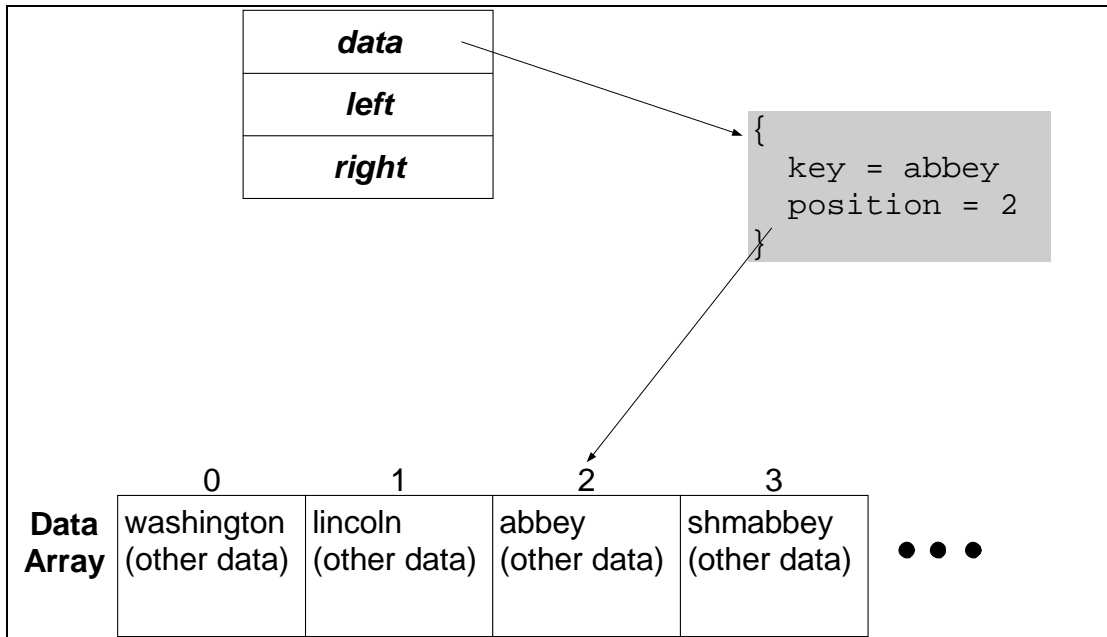 data
left
right
{
key = abbey
position = 2
}
0 1 2 3
Data Array
washington (other data)
lincoln (other data)
abbey (other data)
shmabbey (other data)